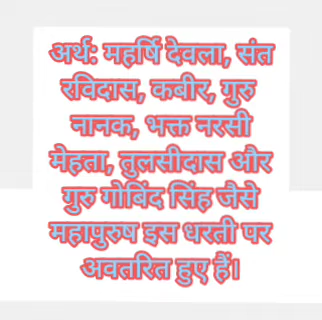 अर्थ: महर्षि देवला, संत
रविदास, कबीर, गुरु
नानक, भक्त नरसी
मेहता, तुलसीदास और
गुरु गोबिंद सिंह जैसे
महापुरुष इस धरती पर
अवतरित हुए हैं।